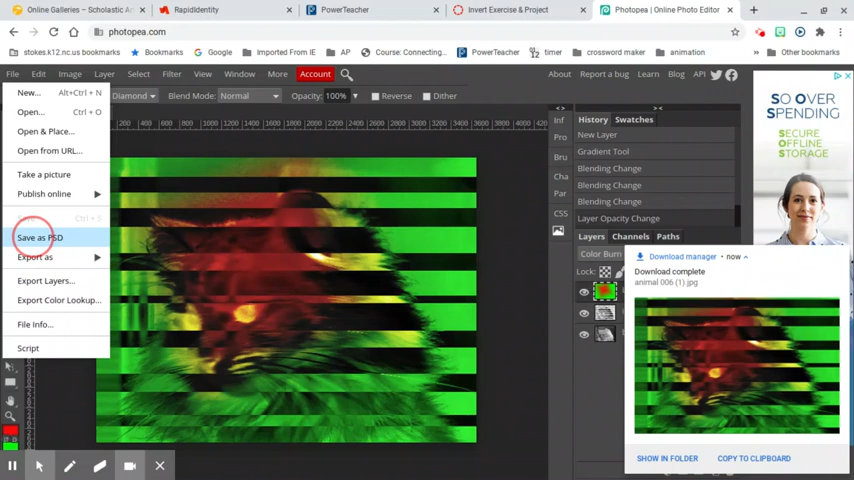 Online Galleries – Scholastic A
RapidIdentity
PowerTeacher
Invert Exercise & Project
Photopea | Online Photo Editor
photopea.com
stokes.k12.nc.us bookmarks
Bookmarks
Google
Imported From IE
AP
Course: Coding, En...
PowerTeacher
timer
crossword maker
animation
Other bookmarks
File Edit Image Layer Select Filter View Window More Account
About Report a bug Learn Blog API
Diamond
Blend Mode: Normal
Opacity: 100%
Reverse
Dither
New... Alt+Ctrl + N
Open... Ctrl + O
Open & Place...
Open from URL...
Take a picture
Publish online
Save Ctrl + S
Save as PSD
Export as
Export Layers...
Export Color Lookup...
File Info...
Script
Inf
Pro
Bru
Cha
Par
CSS
History Swatches
New Layer
Gradient Tool
Blending Change
Blending Change
Blending Change
Layer Opacity Change
Layers Channels Paths
Color Burn
Lock:
SO OVER
SPENDING
SECURE
OFFLINE
STORAGE
Download manager • now
Download complete
animal 006 (1).jpg
SHOW IN FOLDER
COPY TO CLIPBOARD